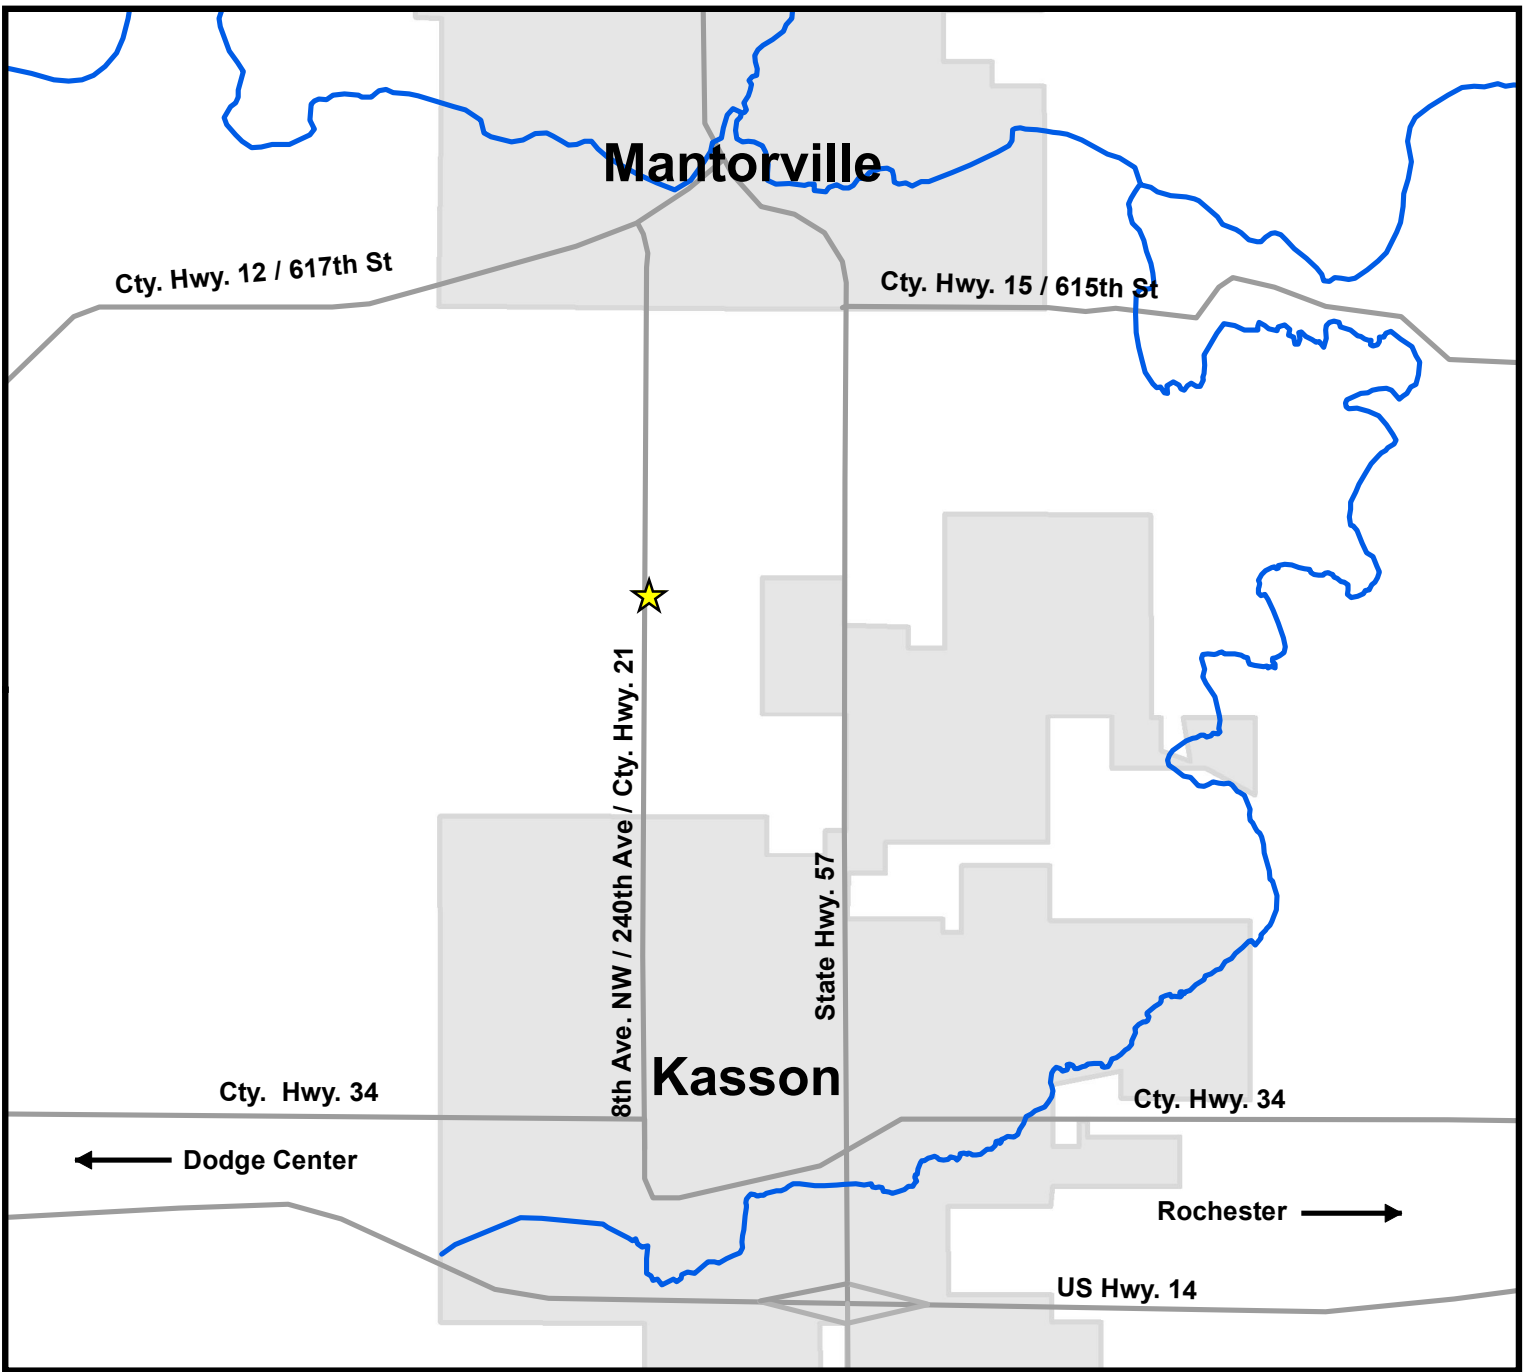 Mantorville
Cty. Hwy. 12 / 617th St
Cty. Hwy. 15 / 615th St
8th Ave. NW / 240th Ave / Cty. Hwy. 21
State Hwy. 57
Kasson
Cty.  Hwy. 34
Cty. Hwy. 34
Dodge Center
Rochester
US Hwy. 14